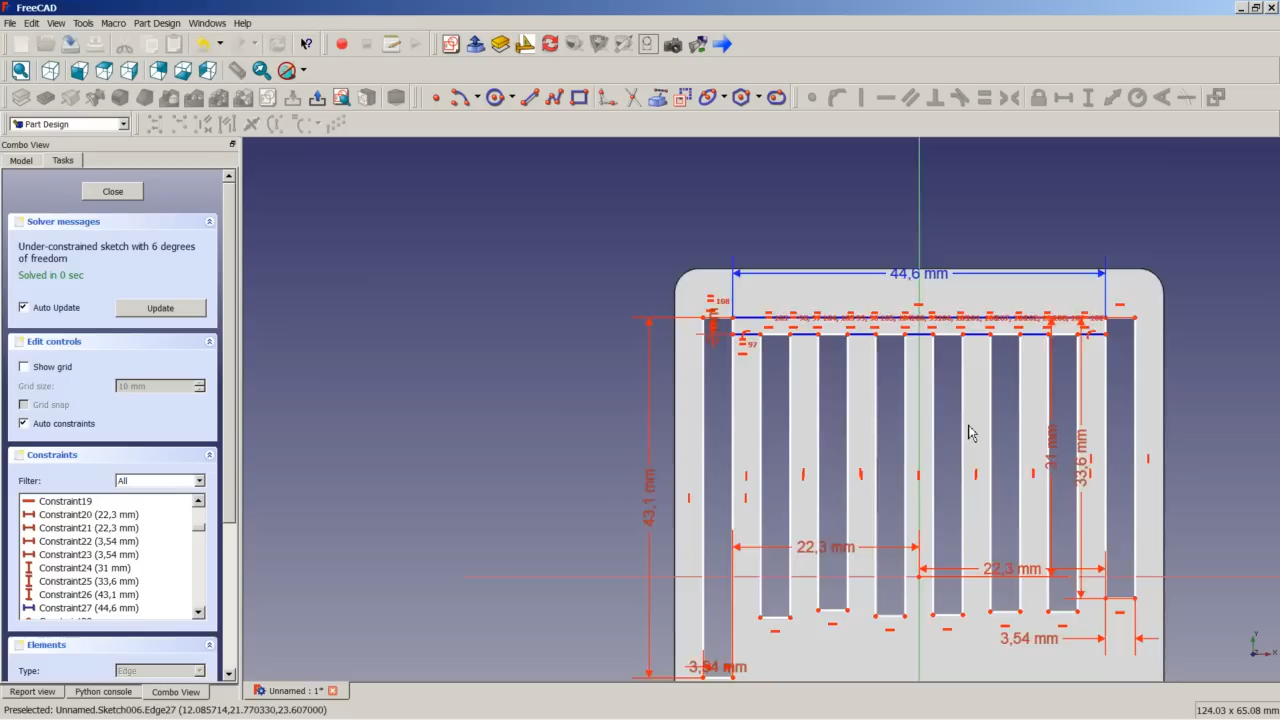 FreeCAD
File Edit View Tools Macro Part Design Windows Help
Part Design
Combo View
Model Tasks
Close
Solver messages
Under-constrained sketch with 6 degrees
of freedom
Solved in 0 sec
Auto Update Update
Edit controls
Show grid
Grid size: 10 mm
Grid snap
Auto constraints
Constraints
Filter: All
Constraint19
Constraint20 (22,3 mm)
Constraint21 (22,3 mm)
Constraint22 (3,54 mm)
Constraint23 (3,54 mm)
Constraint24 (31 mm)
Constraint25 (33,6 mm)
Constraint26 (43,1 mm)
Constraint27 (44,6 mm)
Elements
Type: Edge
44,6 mm
108
97
31 mm
33,6 mm
43,1 mm
22,3 mm
22,3 mm
3,54 mm
3,54 mm
Y
X
Report view Python console Combo View
Unnamed : 1*
Preselected: Unnamed.Sketch006.Edge27 (12.085714,21.770330,23.607000)
124.03 x 65.08 mm